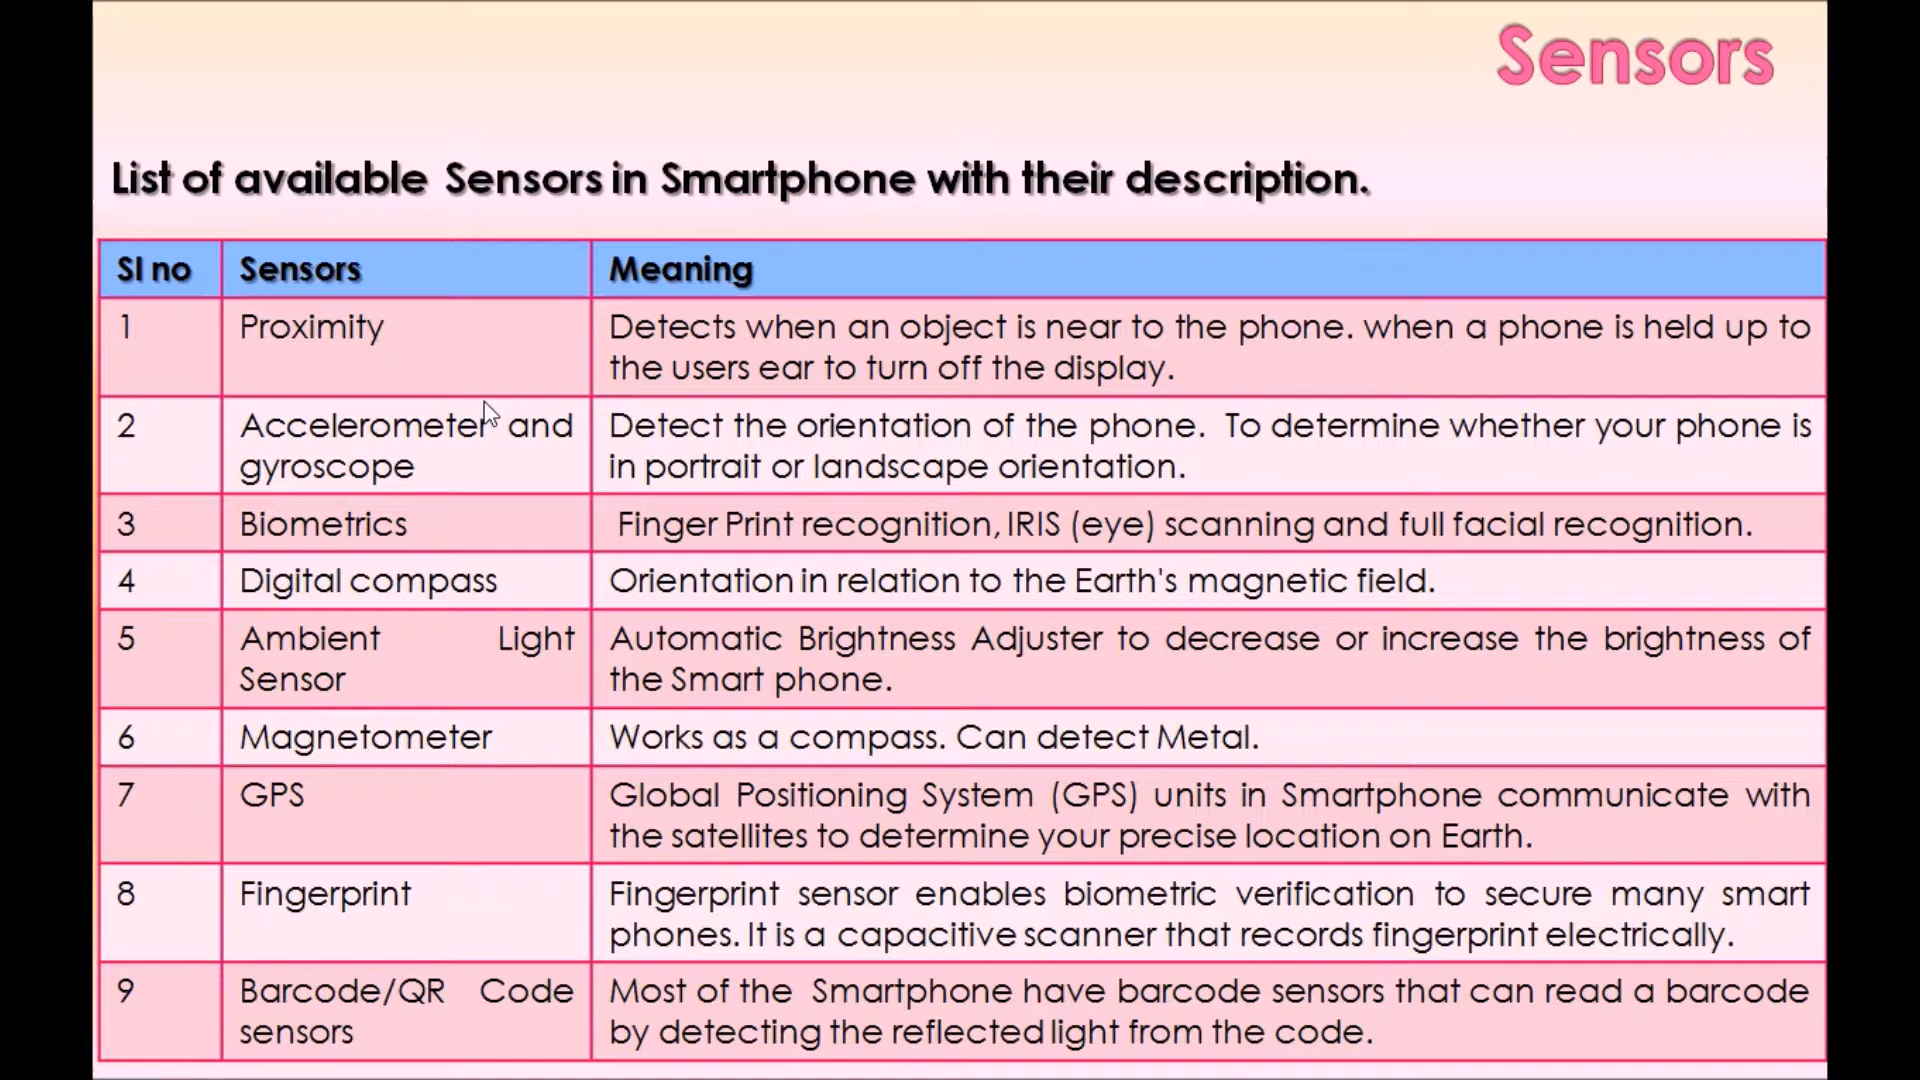 Sensors
List of available Sensors in Smartphone with their description.
Sl no Sensors Meaning
1 Proximity Detects when an object is near to the phone. when a phone is held up to
the users ear to turn off the display.
2 Accelerometer and Detect the orientation of the phone. To determine whether your phone is
gyroscope in portrait or landscape orientation.
3 Biometrics Finger Print recognition, IRIS (eye) scanning and full facial recognition.
4 Digital compass Orientation in relation to the Earth's magnetic field.
5 Ambient Light Automatic Brightness Adjuster to decrease or increase the brightness of
Sensor the Smart phone.
6 Magnetometer Works as a compass. Can detect Metal.
7 GPS Global Positioning System (GPS) units in Smartphone communicate with
the satellites to determine your precise location on Earth.
8 Fingerprint Fingerprint sensor enables biometric verification to secure many smart
phones. It is a capacitive scanner that records fingerprint electrically.
9 Barcode/QR Code Most of the Smartphone have barcode sensors that can read a barcode
sensors by detecting the reflected light from the code.